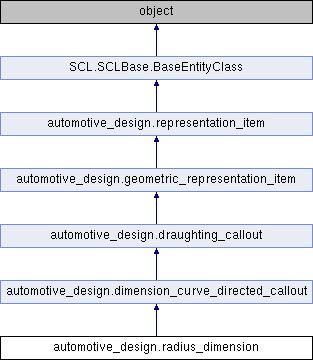 object
SCL.SCLBase.BaseEntityClass
automotive_design.representation_item
automotive_design.geometric_representation_item
automotive_design.draughting_callout
automotive_design.dimension_curve_directed_callout
automotive_design.radius_dimension